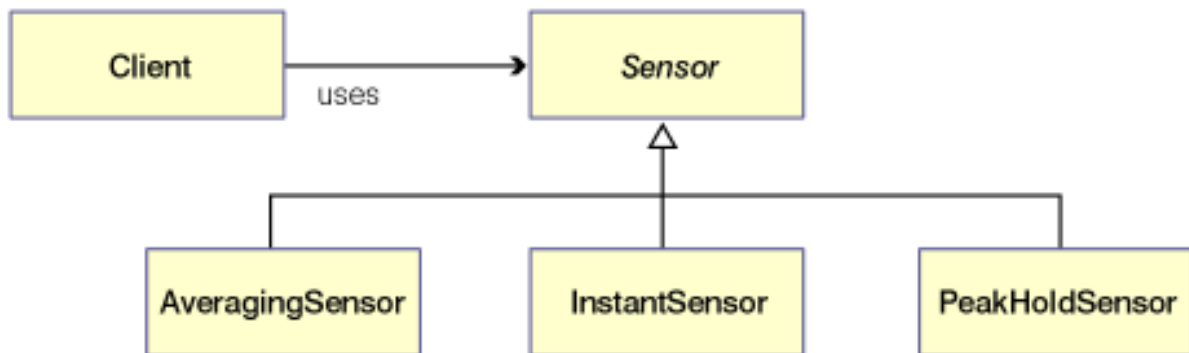 Client
Sensor
uses
AveragingSensor
InstantSensor
PeakHoldSensor